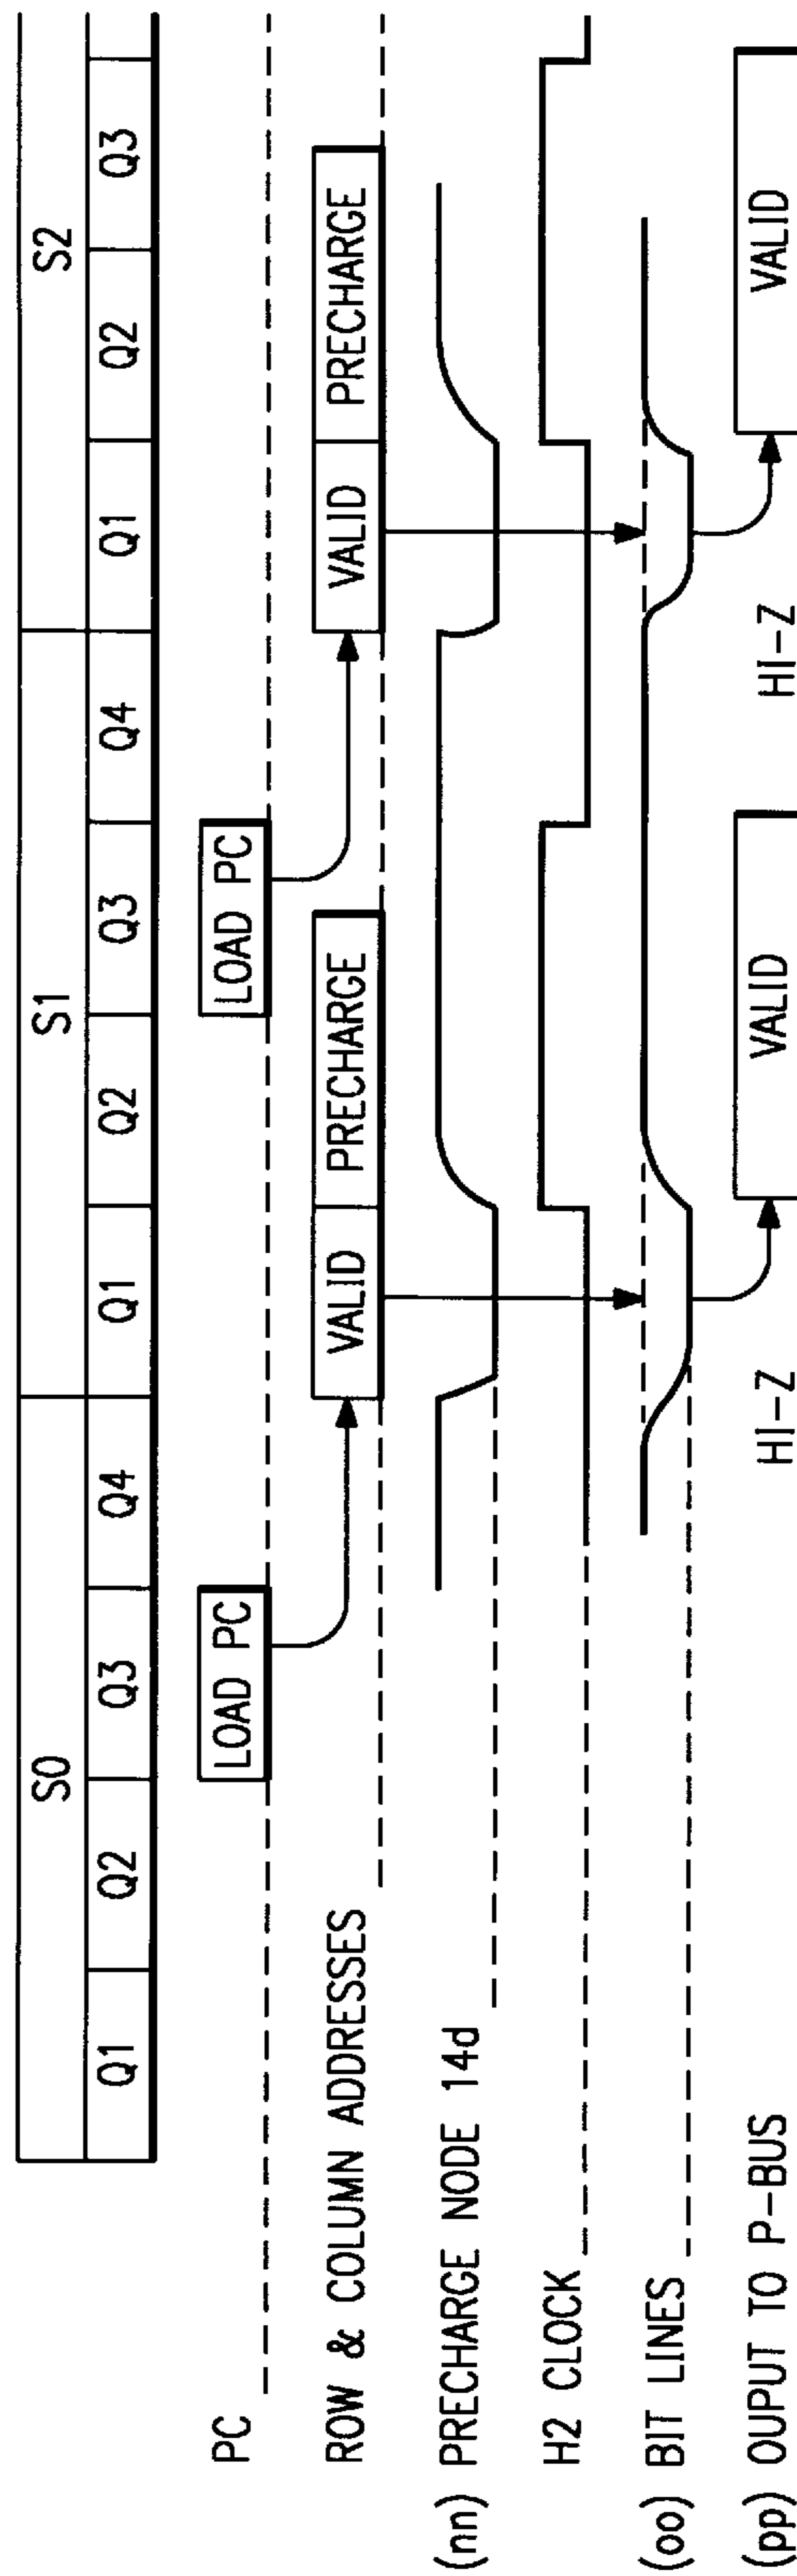 S0 S1 S2
Q1 Q2 Q3 Q4 Q1 Q2 Q3 Q4 Q1 Q2 Q3
PC LOAD PC LOAD PC
ROW & COLUMN ADDRESSES VALID PRECHARGE VALID PRECHARGE
(nn) PRECHARGE NODE 14d
H2 CLOCK
(oo) BIT LINES
(pp) OUPUT TO P-BUS HI-Z VALID HI-Z VALID